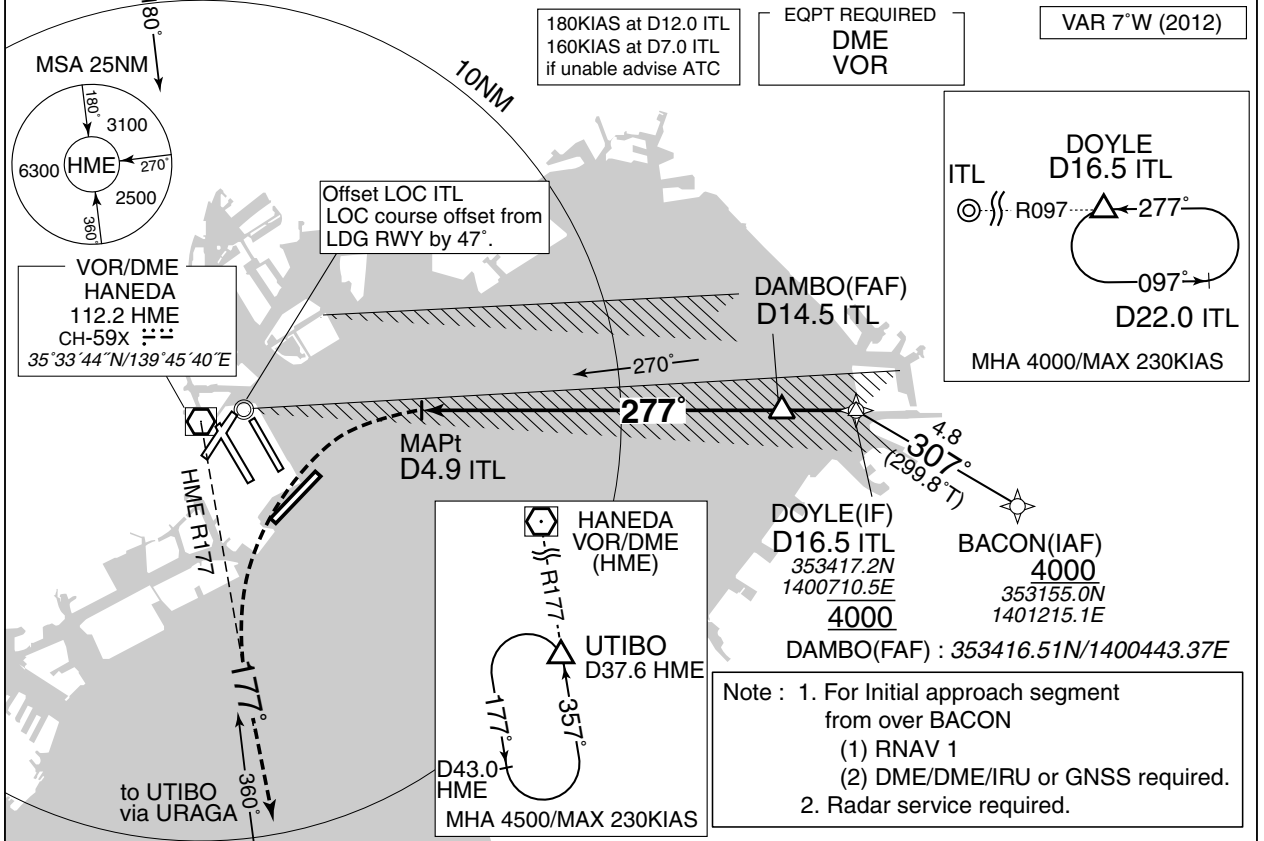 180°
MSA 25NM
180°
3100
6300
HME
270°
2500
360°
10NM
180KIAS at D12.0 ITL
160KIAS at D7.0 ITL
if unable advise ATC
EQPT REQUIRED
DME
VOR
VAR 7°W (2012)
DOYLE
D16.5 ITL
ITL
R097
277°
097°
D22.0 ITL
MHA 4000/MAX 230KIAS
Offset LOC ITL
LOC course offset from
LDG RWY by 47°.
VOR/DME
HANEDA
112.2 HME
CH-59X
35°33´44˝N/139°45´40˝E
DAMBO(FAF)
D14.5 ITL
270°
277°
MAPt
D4.9 ITL
4.8
307°
(299.8°T)
HME R177
DOYLE(IF)
D16.5 ITL
353417.2N
1400710.5E
4000
BACON(IAF)
4000
353155.0N
1401215.1E
DAMBO(FAF) : 353416.51N/1400443.37E
HANEDA
VOR/DME
(HME)
R177
UTIBO
D37.6 HME
177°
357°
D43.0
HME
MHA 4500/MAX 230KIAS
177°
360°
to UTIBO
via URAGA
Note : 1. For Initial approach segment
from over BACON
(1) RNAV 1
(2) DME/DME/IRU or GNSS required.
2. Radar service required.